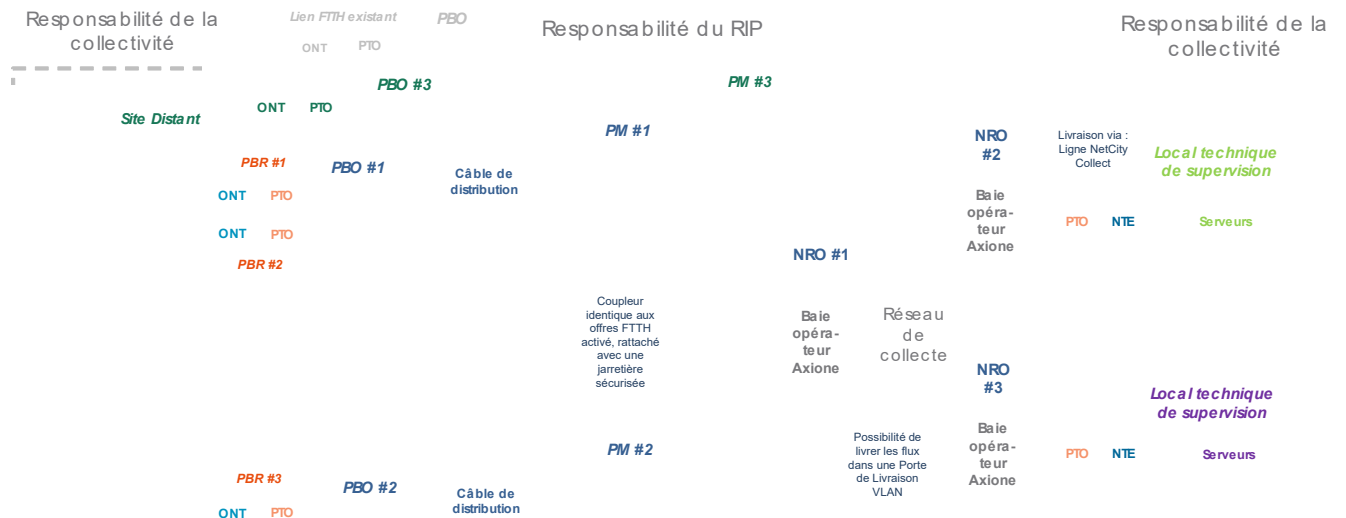 Responsabilité de la
collectivité
Lien FTTH existant
PBO
ONT
PTO
Responsabilité du RIP
Responsabilité de la
collectivité
PBO #3
PM #3
ONT
PTO
Site Distant
PM #1
NRO
#2
Livraison via :
Ligne NetCity
Collect
Local technique
de supervision
PBR #1
PBO #1
Câble de
distribution
ONT
PTO
Baie
opéra-
teur
Axione
PTO
NTE
Serveurs
ONT
PTO
PBR #2
NRO #1
Coupleur
identique aux
offres FTTH
activé, rattaché
avec une
jarretière
sécurisée
Baie
opéra-
teur
Axione
Réseau
de
collecte
NRO
#3
Local technique
de supervision
PM #2
Possibilité de
livrer les flux
dans une Porte
de Livraison
VLAN
Baie
opéra-
teur
Axione
PTO
NTE
Serveurs
PBR #3
PBO #2
Câble de
distribution
ONT
PTO